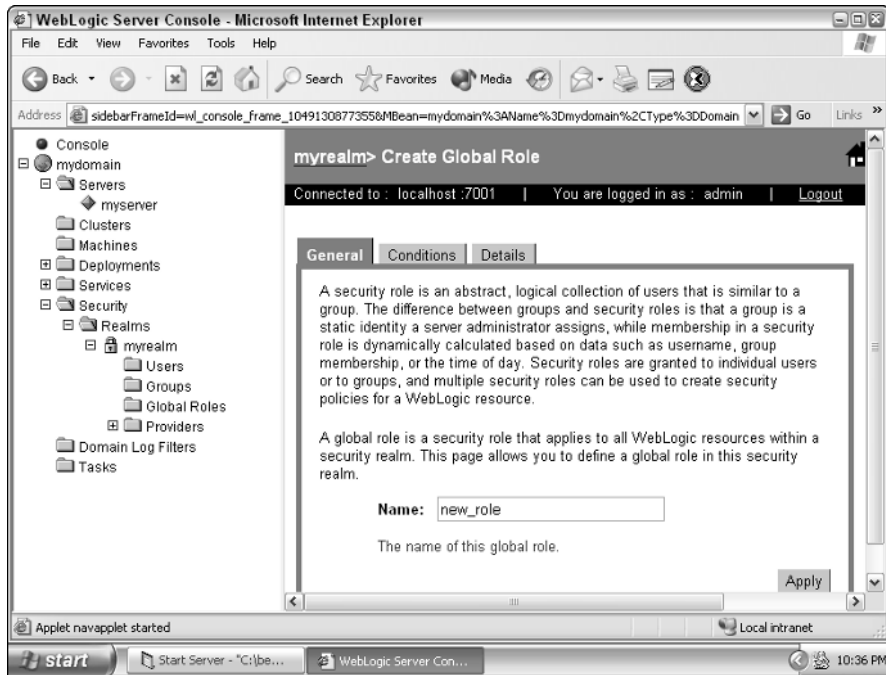 WebLogic Server Console - Microsoft Internet Explorer
File Edit View Favorites Tools Help
Back Search Favorites Media
Address sidebarFrameId=wl_console_frame_1049130877355&MBean=mydomain%3AName%3Dmydomain%2CType%3DDomain Go Links »
Console
mydomain
Servers
myserver
Clusters
Machines
Deployments
Services
Security
Realms
myrealm
Users
Groups
Global Roles
Providers
Domain Log Filters
Tasks
myrealm> Create Global Role
Connected to : localhost :7001 | You are logged in as : admin | Logout
General Conditions Details
A security role is an abstract, logical collection of users that is similar to a
group. The difference between groups and security roles is that a group is a
static identity a server administrator assigns, while membership in a security
role is dynamically calculated based on data such as username, group
membership, or the time of day. Security roles are granted to individual users
or to groups, and multiple security roles can be used to create security
policies for a WebLogic resource.
A global role is a security role that applies to all WebLogic resources within a
security realm. This page allows you to define a global role in this security
realm.
Name: new_role
The name of this global role.
Apply
Applet navapplet started Local intranet
start Start Server - "C:\be... WebLogic Server Con... 10:36 PM